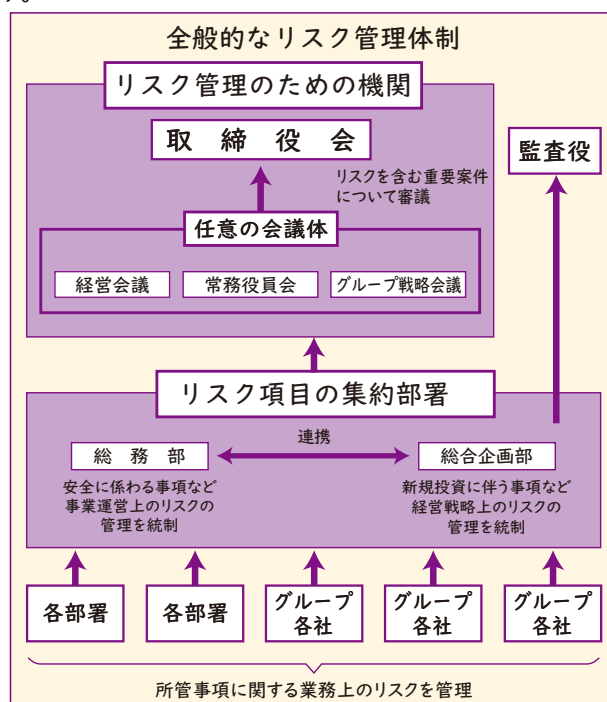 す。
全般的なリスク管理体制
リスク管理のための機関
取締役会
監査役
リスクを含む重要案件
について審議
任意の会議体
経営会議
常務役員会
グループ戦略会議
リスク項目の集約部署
連携
総務部
総合企画部
安全に係わる事項など
事業運営上のリスクの
管理を統制
新規投資に伴う事項など
経営戦略上のリスクの
管理を統制
各部署
各部署
グループ
各社
グループ
各社
グループ
各社
所管事項に関する業務上のリスクを管理